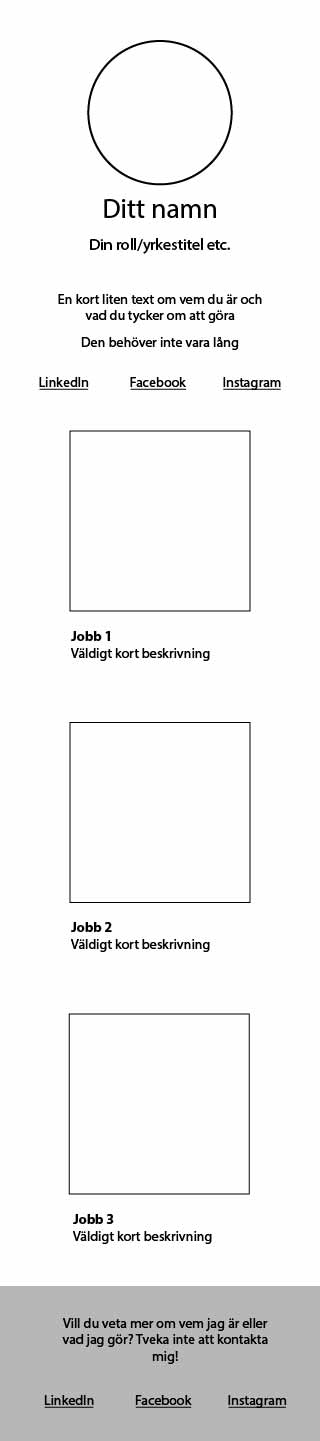 Ditt namn
Din roll/yrkestitel etc.
En kort liten text om vem du är och
vad du tycker om att göra
Den behöver inte vara lång
LinkedIn Facebook Instagram
Jobb 1
Väldigt kort beskrivning
Jobb 2
Väldigt kort beskrivning
Jobb 3
Väldigt kort beskrivning
Vill du veta mer om vem jag är eller
vad jag gör? Tveka inte att kontakta
mig!
LinkedIn Facebook Instagram